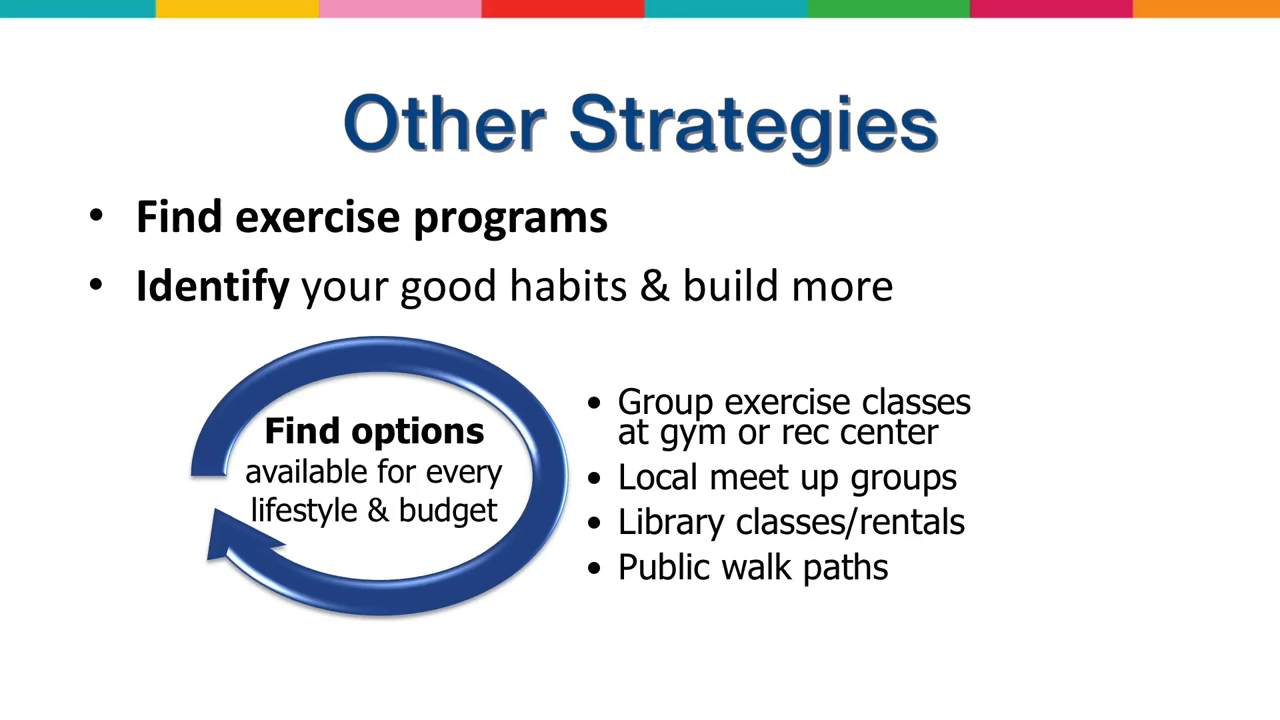 Other Strategies
• Find exercise programs
• Identify your good habits & build more
Find options
available for every
lifestyle & budget
• Group exercise classes
at gym or rec center
• Local meet up groups
• Library classes/rentals
• Public walk paths